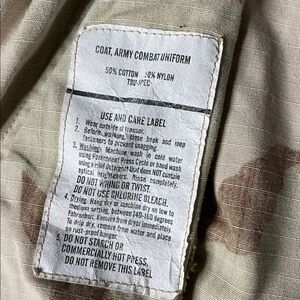 COAT, ARMY COMBAT UNIFORM
50% COTTON 50% NYLON
TRU-SPEC
USE AND CARE LABEL
1. Wear outside of trouser.
2. Before washing, close hook and loop
fasteners to prevent snagging.
3. Washing: Machine wash in cold water
using Permanent Press Cycle or hand wash
using a mild Detergent that does NOT contain
optical brighteners. Rinse completely.
DO NOT WRING OR TWIST.
DO NOT USE CHLORINE BLEACH.
4. Drying: Hang dry or machine dry on low to
medium setting, between 140-160 degrees
Fahrenheit. Remove from dryer immediately.
To drip dry, remove from water and place
on rust-proof hanger.
5. DO NOT STARCH OR
COMMERCIALLY HOT PRESS.
DO NOT REMOVE THIS LABEL